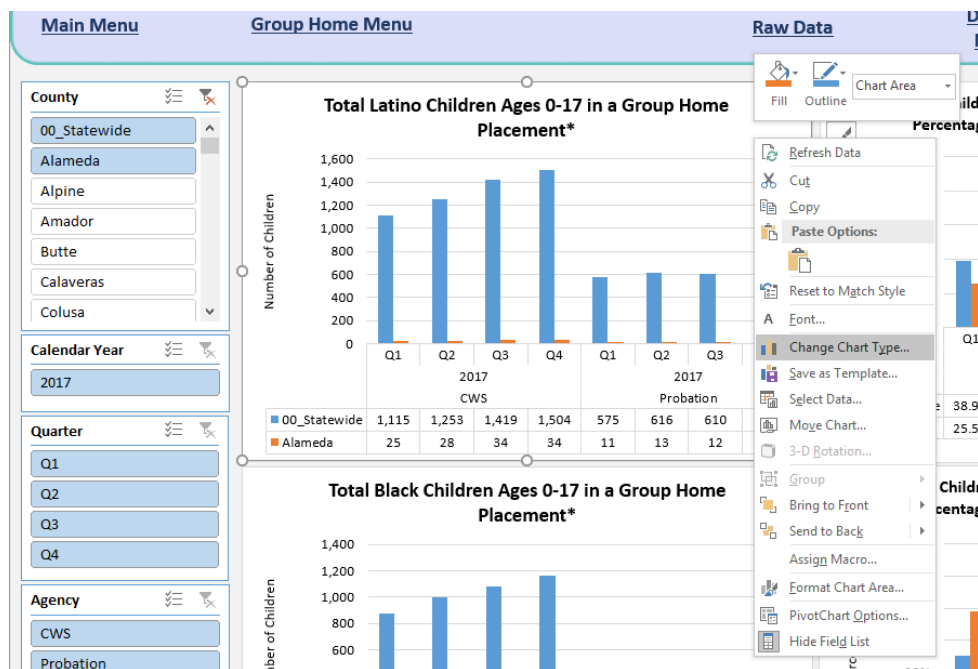 Main Menu
Group Home Menu
Raw Data
County
00_Statewide
Alameda
Alpine
Amador
Butte
Calaveras
Colusa
Calendar Year
2017
Quarter
Q1
Q2
Q3
Q4
Agency
CWS
Probation
Total Latino Children Ages 0-17 in a Group Home
Placement*
Number of Children
1,600
1,400
1,200
1,000
800
600
400
200
0
Q1 Q2 Q3 Q4 Q1 Q2 Q3
2017 2017
CWS Probation
00_Statewide 1,115 1,253 1,419 1,504 575 616 610
Alameda 25 28 34 34 11 13 12
Total Black Children Ages 0-17 in a Group Home
Placement*
1,400
1,200
1,000
800
600
of Children
Fill Outline Chart Area
Refresh Data
Cut
Copy
Paste Options:
Reset to Match Style
A Font...
Change Chart Type...
Save as Template...
Select Data...
Move Chart...
3-D Rotation...
Group
Bring to Front
Send to Back
Assign Macro...
Format Chart Area...
PivotChart Options...
Hide Field List
Q1
38.9
25.5